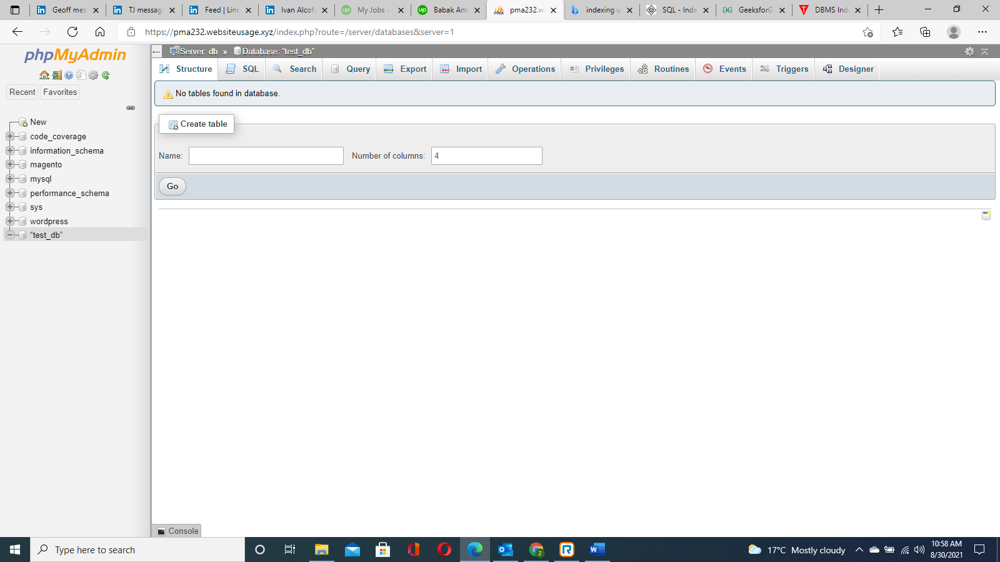 Geoff mes
TJ messag
Feed | Link
Ivan Alcofo
My Jobs -
Babak Am
pma232.w
indexing u
SQL - Inde
GeeksforG
DBMS Ind
https://pma232.websiteusage.xyz/index.php?route=/server/databases&server=1
phpMyAdmin
Recent
Favorites
New
code_coverage
information_schema
magento
mysql
performance_schema
sys
wordpress
“test_db”
Server: db » Database: “test_db”
Structure
SQL
Search
Query
Export
Import
Operations
Privileges
Routines
Events
Triggers
Designer
No tables found in database.
Create table
Name:
Number of columns: 4
Go
Console
Type here to search
17°C Mostly cloudy
10:58 AM
8/30/2021